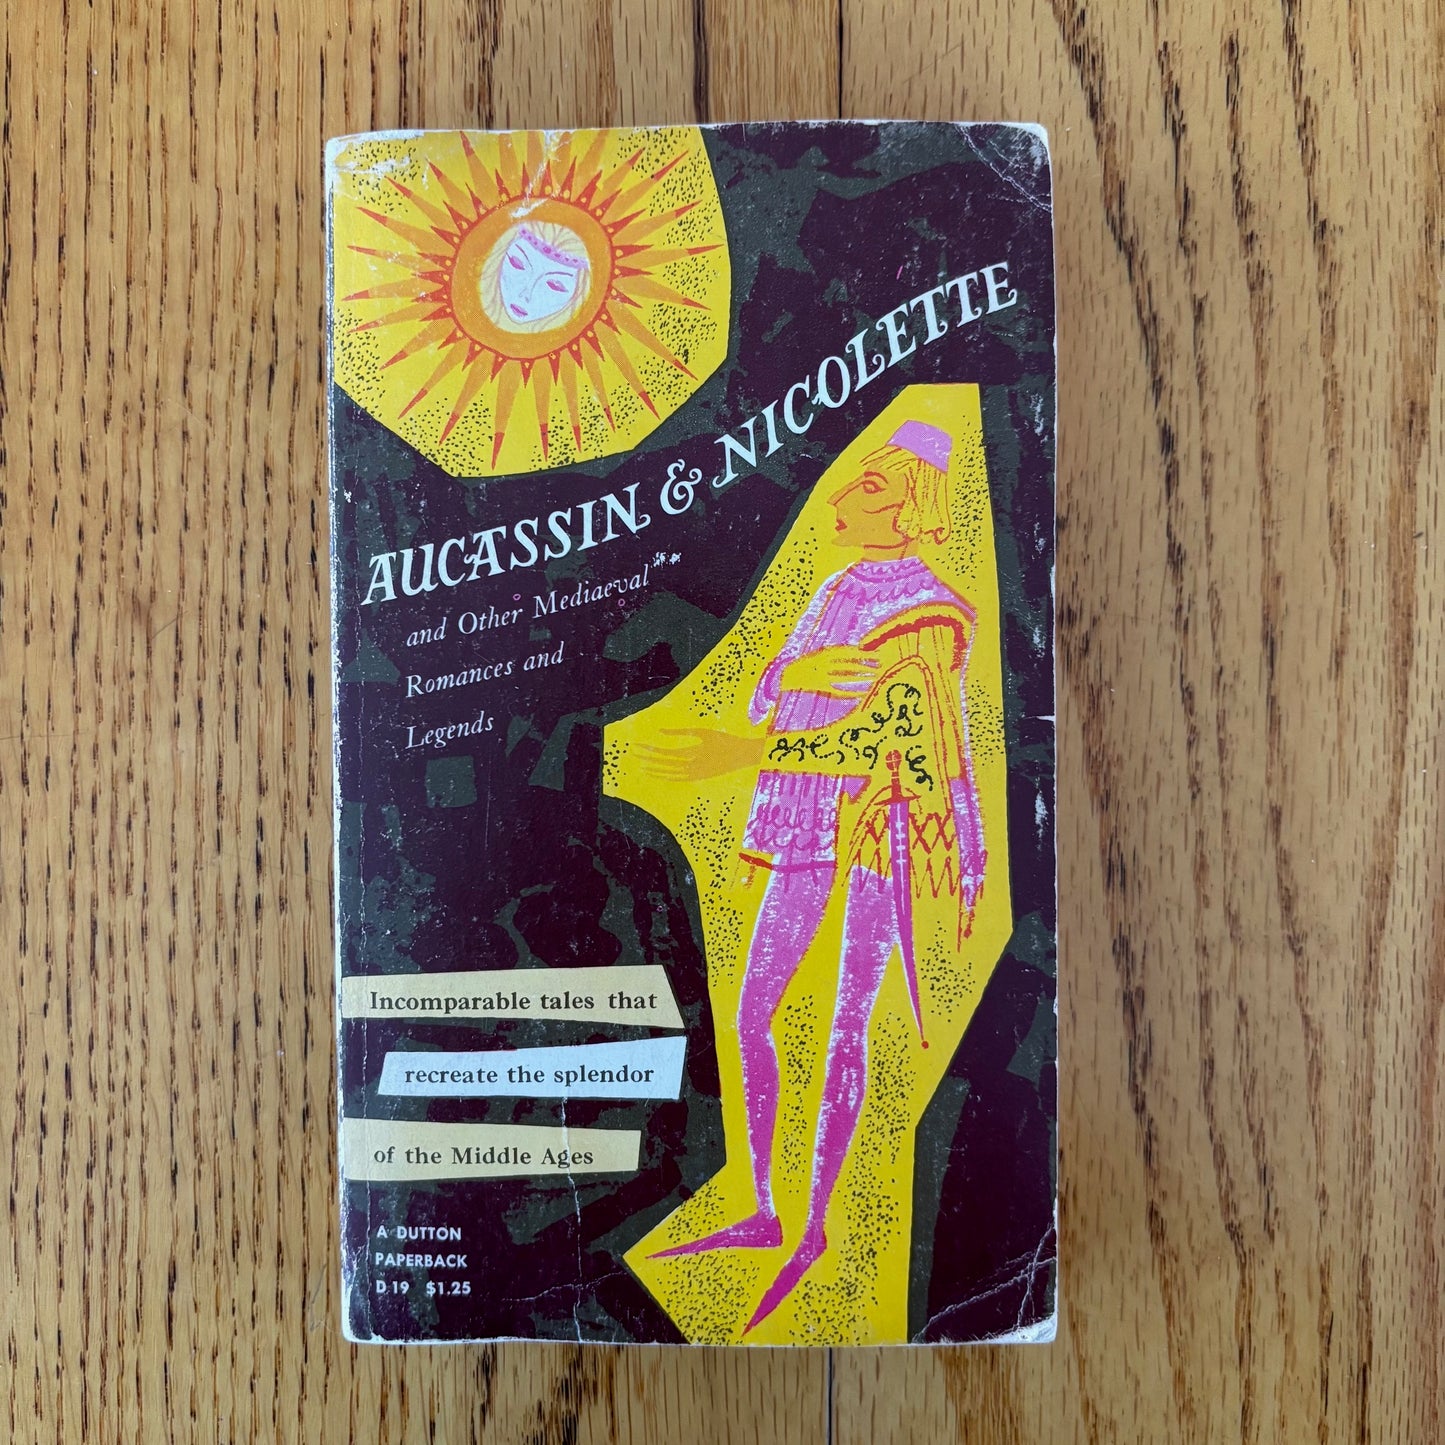 AUCASSIN & NICOLETTE
and Other Mediaeval
Romances and
Legends
Incomparable tales that
recreate the splendor
of the Middle Ages
A DUTTON
PAPERBACK
D 19 $1.25